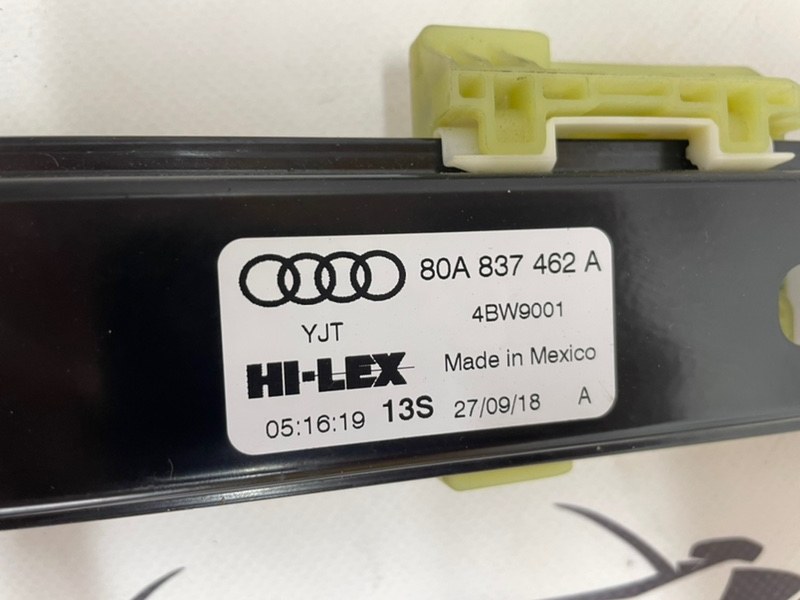 80A 837 462 A
4BW9001
YJT
Made in Mexico
HI-LEX
05:16:19 13S 27/09/18 A